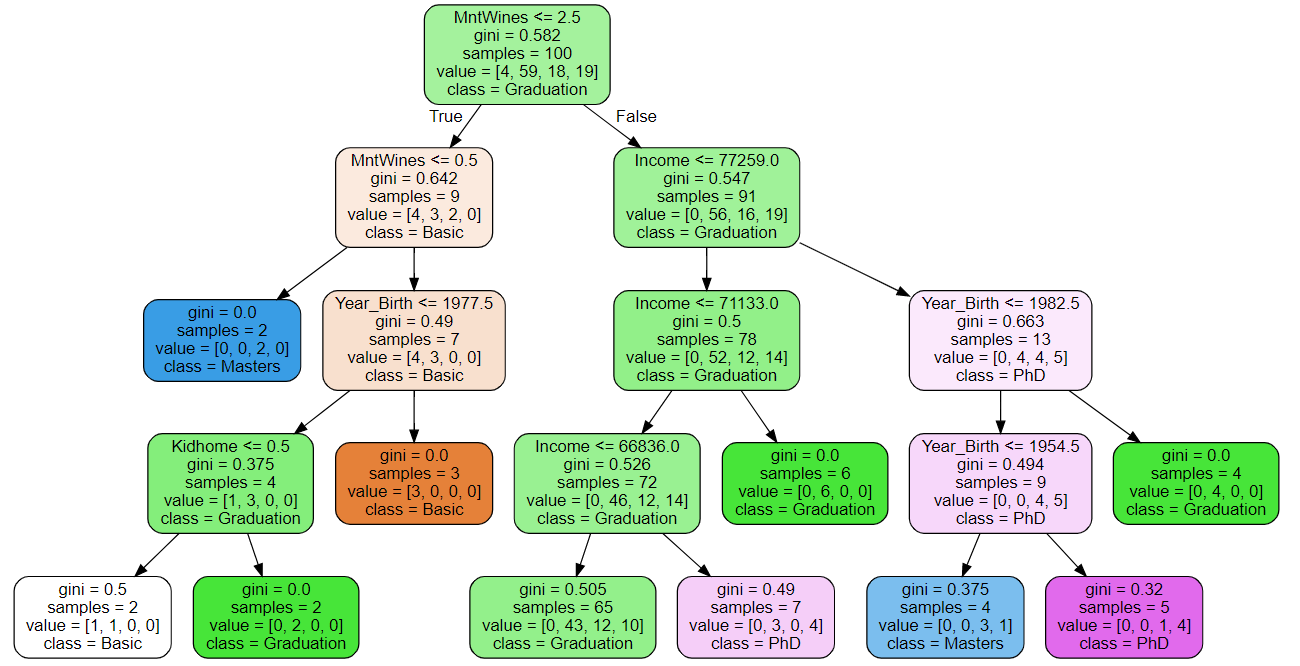 MntWines <= 2.5
gini = 0.582
samples = 100
value = [4, 59, 18, 19]
class = Graduation
True
False
MntWines <= 0.5
gini = 0.642
samples = 9
value = [4, 3, 2, 0]
class = Basic
Income <= 77259.0
gini = 0.547
samples = 91
value = [0, 56, 16, 19]
class = Graduation
gini = 0.0
samples = 2
value = [0, 0, 2, 0]
class = Masters
Year_Birth <= 1977.5
gini = 0.49
samples = 7
value = [4, 3, 0, 0]
class = Basic
Income <= 71133.0
gini = 0.5
samples = 78
value = [0, 52, 12, 14]
class = Graduation
Year_Birth <= 1982.5
gini = 0.663
samples = 13
value = [0, 4, 4, 5]
class = PhD
Kidhome <= 0.5
gini = 0.375
samples = 4
value = [1, 3, 0, 0]
class = Graduation
gini = 0.0
samples = 3
value = [3, 0, 0, 0]
class = Basic
Income <= 66836.0
gini = 0.526
samples = 72
value = [0, 46, 12, 14]
class = Graduation
gini = 0.0
samples = 6
value = [0, 6, 0, 0]
class = Graduation
Year_Birth <= 1954.5
gini = 0.494
samples = 9
value = [0, 0, 4, 5]
class = PhD
gini = 0.0
samples = 4
value = [0, 4, 0, 0]
class = Graduation
gini = 0.5
samples = 2
value = [1, 1, 0, 0]
class = Basic
gini = 0.0
samples = 2
value = [0, 2, 0, 0]
class = Graduation
gini = 0.505
samples = 65
value = [0, 43, 12, 10]
class = Graduation
gini = 0.49
samples = 7
value = [0, 3, 0, 4]
class = PhD
gini = 0.375
samples = 4
value = [0, 0, 3, 1]
class = Masters
gini = 0.32
samples = 5
value = [0, 0, 1, 4]
class = PhD